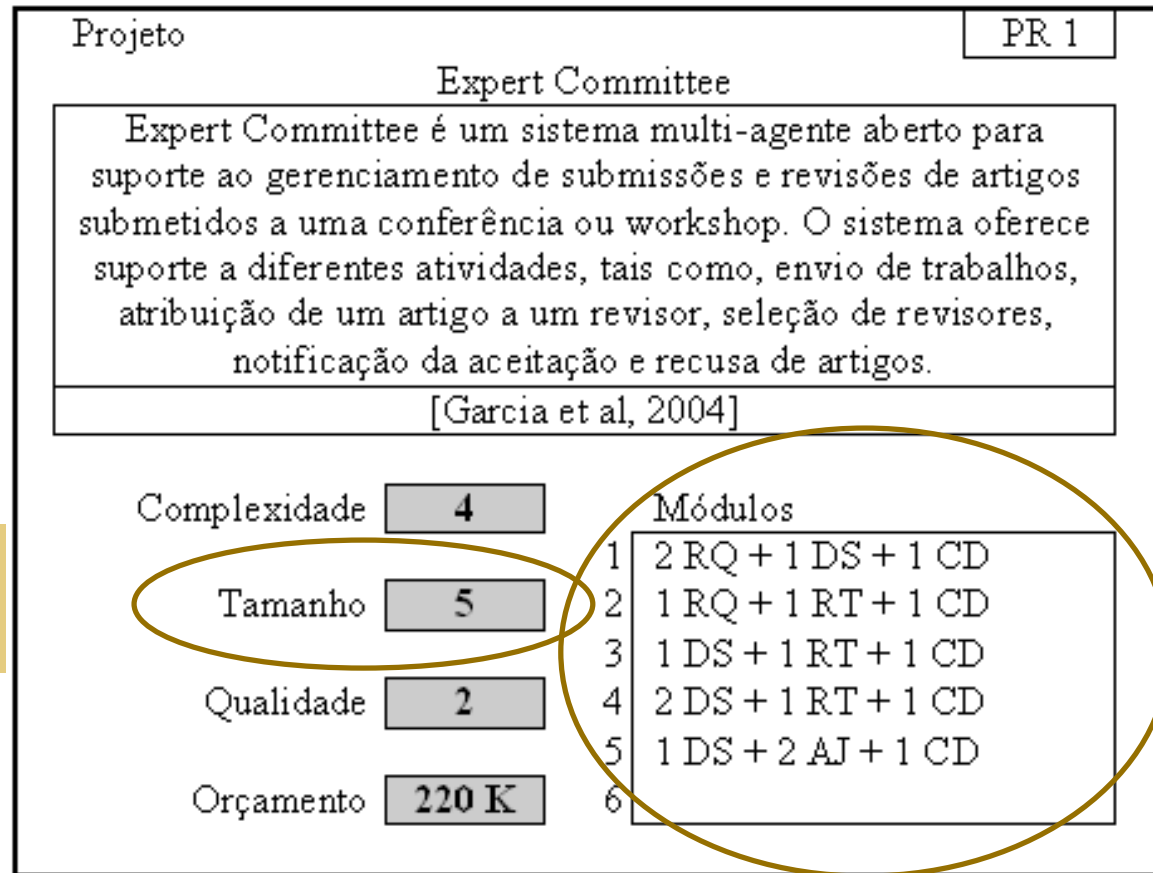 Projeto
PR 1
Expert Committee
Expert Committee é um sistema multi-agente aberto para
suporte ao gerenciamento de submissões e revisões de artigos
submetidos a uma conferência ou workshop. O sistema oferece
suporte a diferentes atividades, tais como, envio de trabalhos,
atribuição de um artigo a um revisor, seleção de revisores,
notificação da aceitação e recusa de artigos.
[Garcia et al, 2004]
Complexidade 4
Tamanho 5
Qualidade 2
Orçamento 220 K
Módulos
1 2 RQ + 1 DS + 1 CD
2 1 RQ + 1 RT + 1 CD
3 1 DS + 1 RT + 1 CD
4 2 DS + 1 RT + 1 CD
5 1 DS + 2 AJ + 1 CD
6